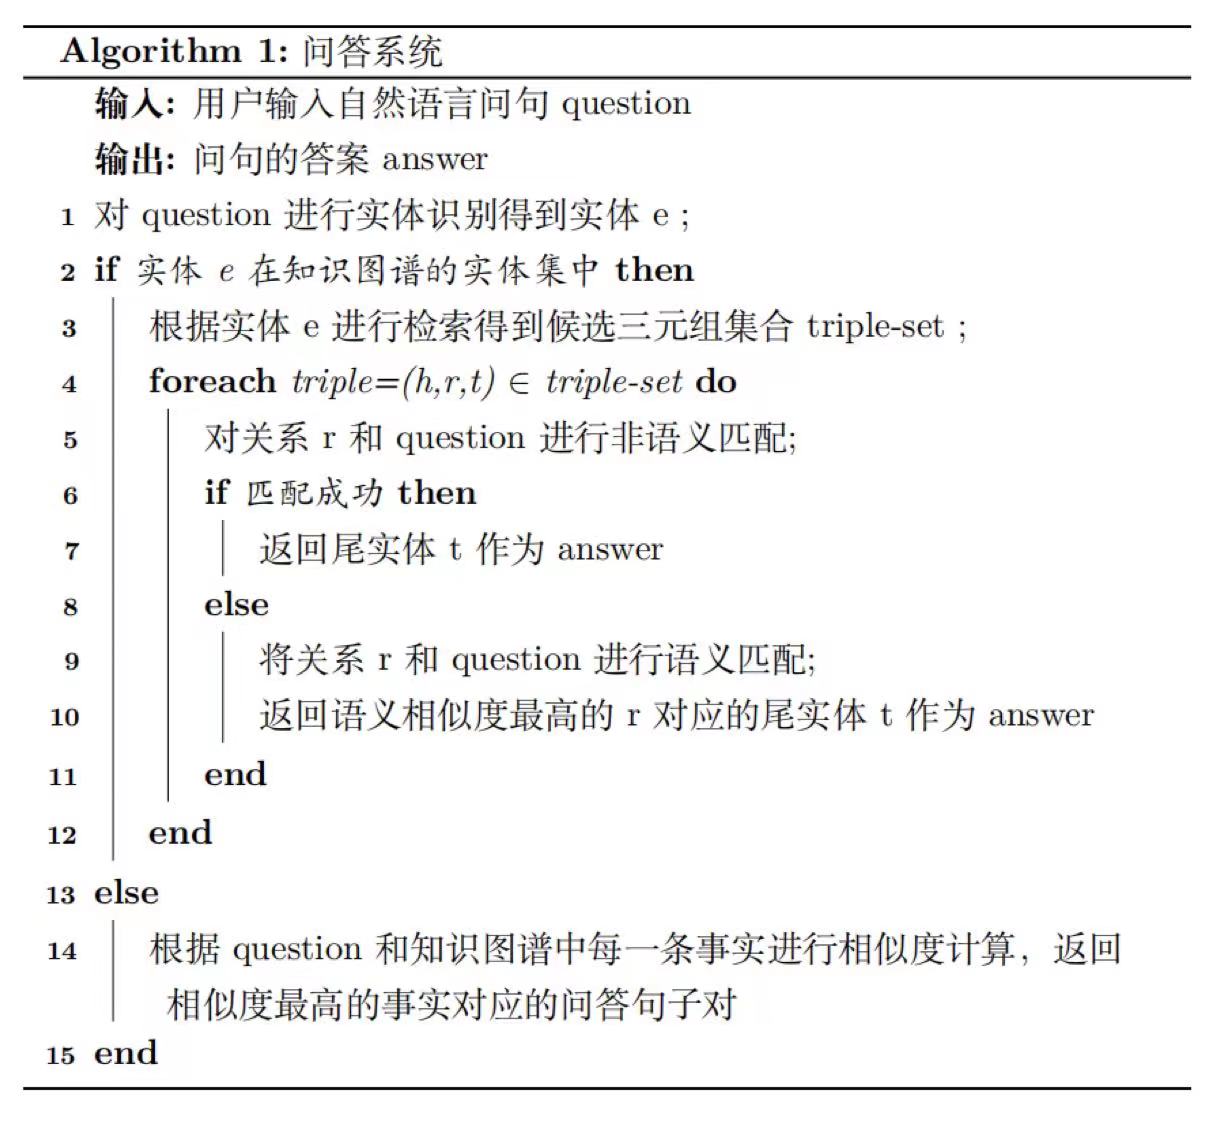 Algorithm 1: 问答系统
输入: 用户输入自然语言问句 question
输出: 问句的答案 answer
1 对 question 进行实体识别得到实体 e ;
2 if 实体 e 在知识图谱的实体集中 then
3 根据实体 e 进行检索得到候选三元组集合 triple-set ;
4 foreach triple=(h,r,t) ∈ triple-set do
5 对关系 r 和 question 进行非语义匹配;
6 if 匹配成功 then
7 返回尾实体 t 作为 answer
8 else
9 将关系 r 和 question 进行语义匹配;
10 返回语义相似度最高的 r 对应的尾实体 t 作为 answer
11 end
12 end
13 else
14 根据 question 和知识图谱中每一条事实进行相似度计算, 返回
相似度最高的事实对应的问答句子对
15 end